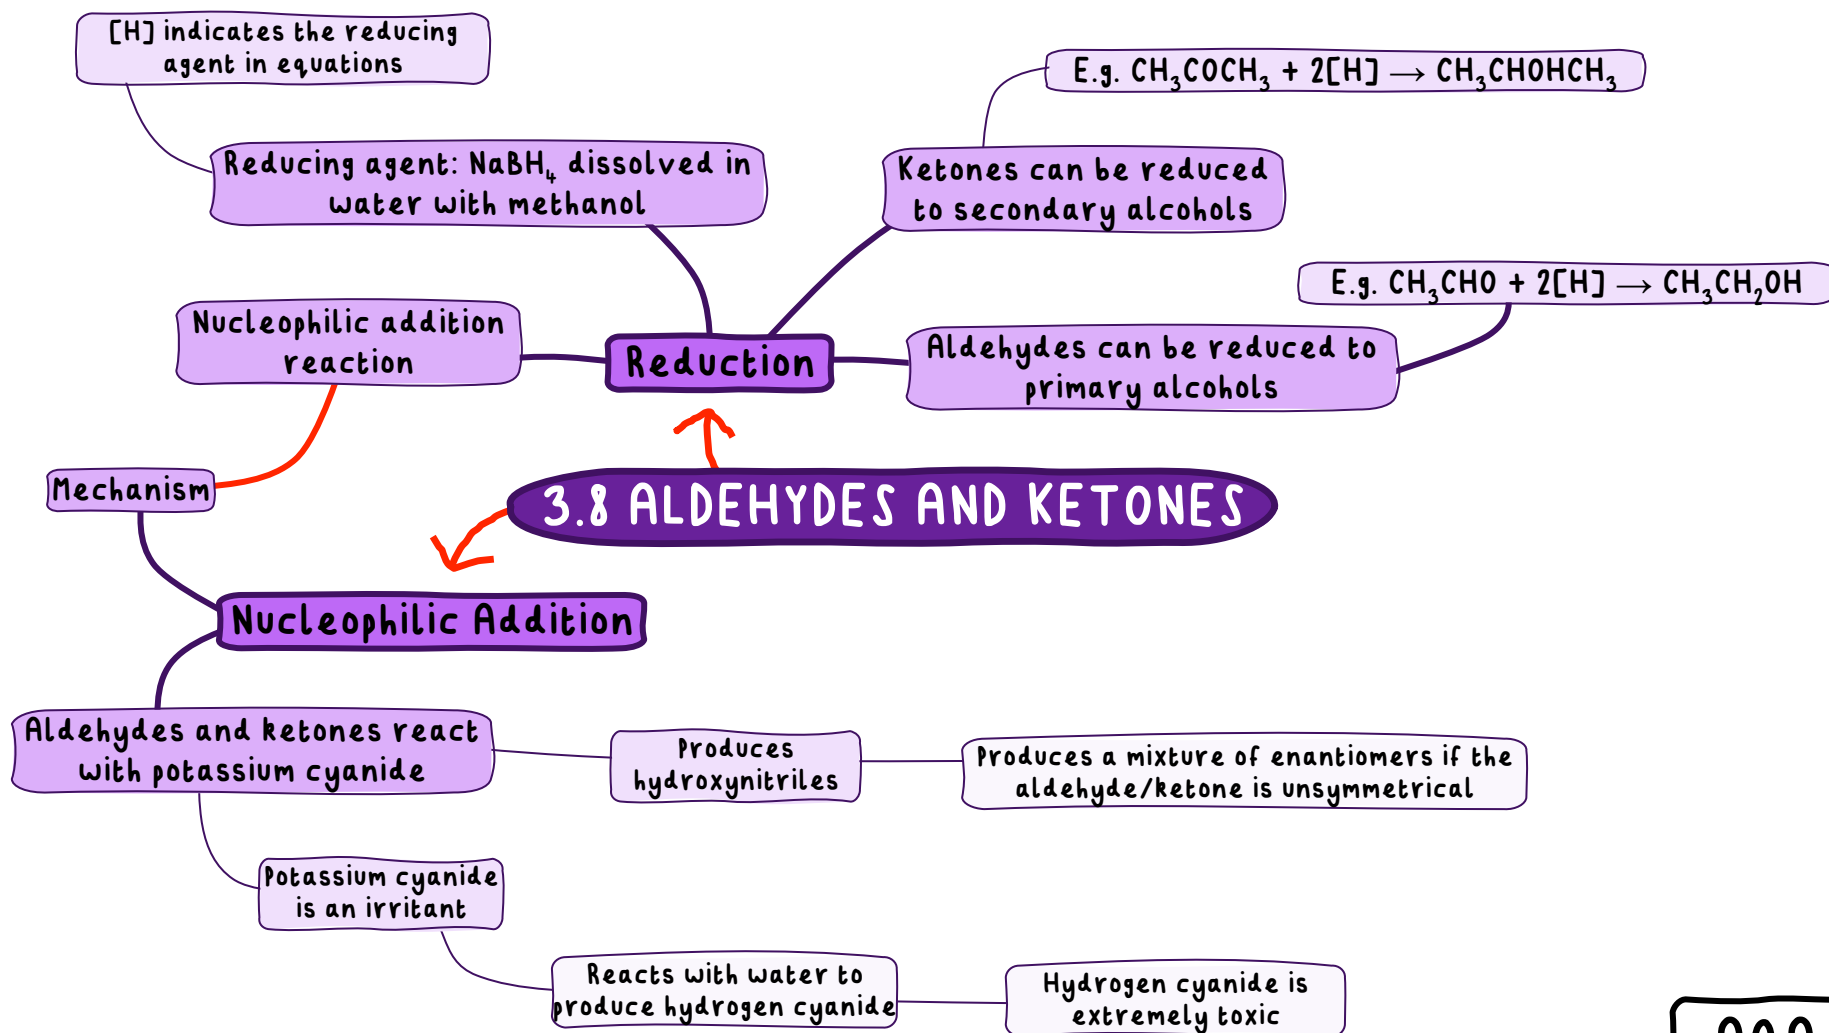 [H] indicates the reducing
agent in equations
E.g. CH₃COCH₃ + 2[H] → CH₃CHOHCH₃
Reducing agent: NaBH₄ dissolved in
water with methanol
Ketones can be reduced
to secondary alcohols
E.g. CH₃CHO + 2[H] → CH₃CH₂OH
Nucleophilic addition
reaction
Reduction
Aldehydes can be reduced to
primary alcohols
Mechanism
3.8 ALDEHYDES AND KETONES
Nucleophilic Addition
Aldehydes and ketones react
with potassium cyanide
Produces
hydroxynitriles
Produces a mixture of enantiomers if the
aldehyde/ketone is unsymmetrical
Potassium cyanide
is an irritant
Reacts with water to
produce hydrogen cyanide
Hydrogen cyanide is
extremely toxic